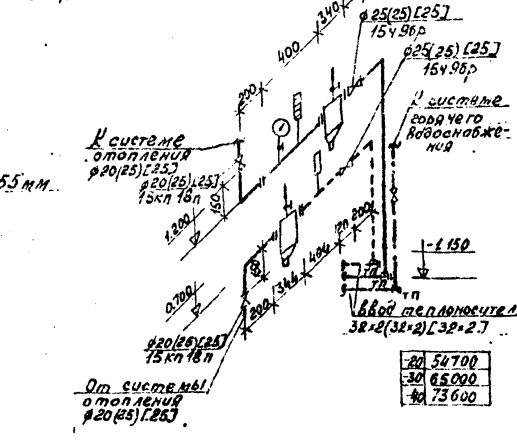 340
ф25(25)[25]
15ч9бр
400
ф25(25)[25]
15ч9бр
200
К системе
горячего
водоснабже-
ния
К системе
отопления
ф20(25)[25]
ф20(25)[25]
15кп18п
55мм
150
1.200
-1.150
200
404
344
200
0.700
тп
тп
Ввод теплоносител
32×2(32×2)[32×2]
ф20(25)[25]
15кп18п
-20 54700
-30 65000
-40 73600
От системы
отопления
ф20(25)[25]